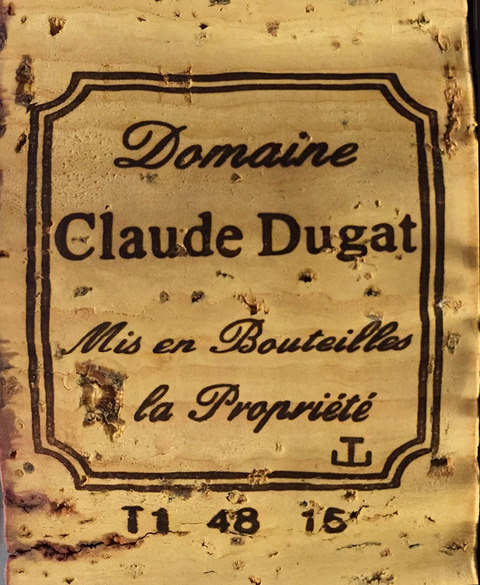 Domaine
Claude Dugat
Mis en Bouteilles
la Propriété
T1 48 15